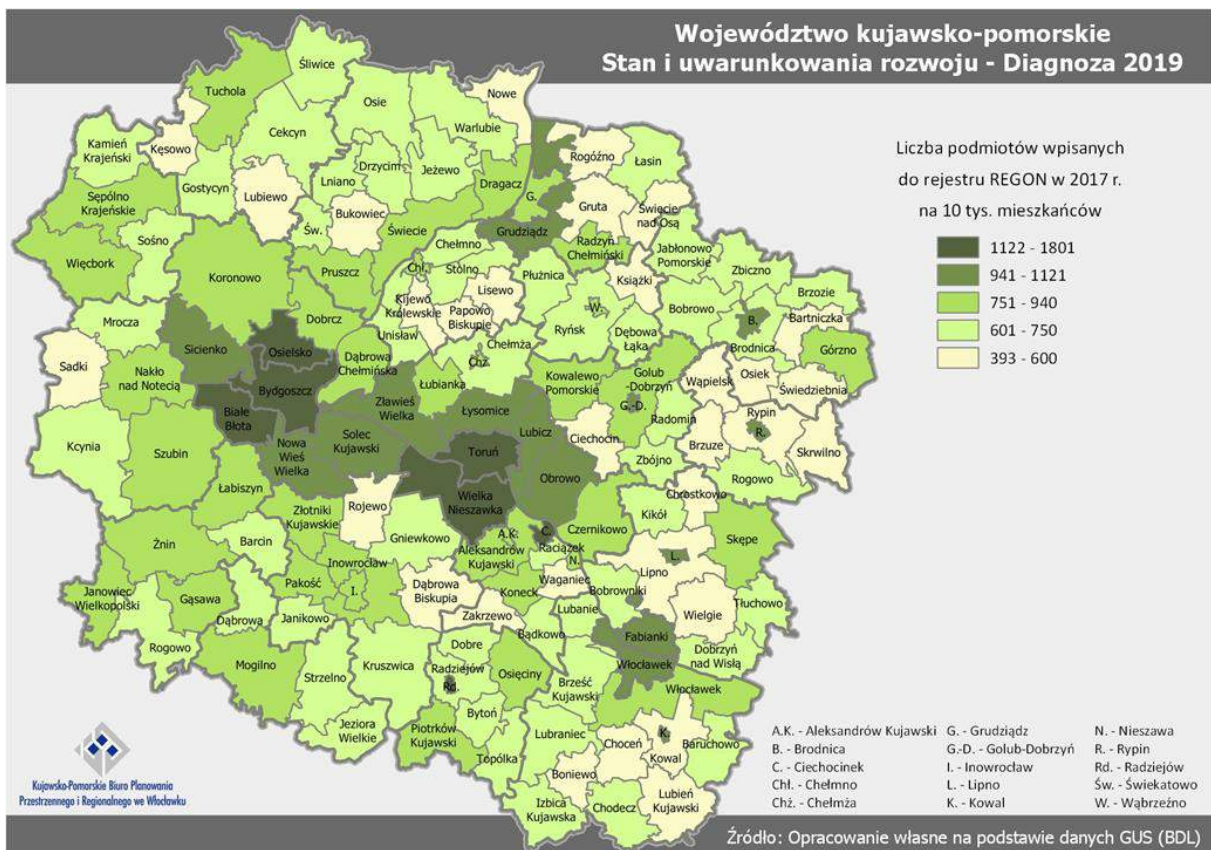 Województwo kujawsko-pomorskie
Stan i uwarunkowania rozwoju - Diagnoza 2019
Liczba podmiotów wpisanych
do rejestru REGON w 2017 r.
na 10 tys. mieszkańców
1122 - 1801
941 - 1121
751 - 940
601 - 750
393 - 600
Śliwice
Tuchola
Nowe
Osie
Cekcyn
Warlubie
Kamień
Krajeński
Kęsowo
Rogóźno
Łasin
Drzycim
Jeżewo
Gostycyn
Lniano
Dragacz
G.
Sępólno
Krajeńskie
Lubiewo
Bukowiec
Gruta
Święcie
nad Osą
Św.
Świecie
Grudziądz
Sośno
Radzyń
Chełmiński
Jabłonowo
Pomorskie
Więcbork
Koronowo
Pruszcz
Chełmno
Chł.
Stolno
Płużnica
Książki
Zbiczno
Lisewo
Kijewo
Królewskie
Papowo
Biskupie
W.
Bobrowo
Brzozie
Bartniczka
Mrocza
Dobrcz
Unisław
Ryńsk
Dębowa
Łąka
B.
Brodnica
Górzno
Sicienko
Osielsko
Chełmża
Chż.
Sadki
Nakło
nad Notecią
Dąbrowa
Chełmińska
Łubianka
Kowalewo
Pomorskie
Golub
-Dobrzyń
Wąpielsk
Osiek
Świedziebnia
Bydgoszcz
Białe
Błota
Zławieś
Wielka
Łysomice
G.-D.
Radomin
Rypin
R.
Kcynia
Szubin
Nowa
Wieś
Wielka
Solec
Kujawski
Lubicz
Ciechocin
Brzuze
Skrwilno
Toruń
Zbójno
Rogowo
Obrowo
Łabiszyn
Wielka
Nieszawka
Chrostkowo
Rojewo
Złotniki
Kujawskie
Kikół
Czernikowo
C.
Gniewkowo
A.K.
Żnin
Barcin
Aleksandrów
Kujawski
Raciążek
N.
Skępe
Inowrocław
L.
Lipno
Pakość
I.
Dąbrowa
Biskupia
Waganiec
Bobrowniki
Janowiec
Wielkopolski
Gąsawa
Koneck
Wielgie
Tłuchowo
Dąbrowa
Janikowo
Zakrzewo
Lubanie
Bądkowo
Fabianki
Rogowo
Dobre
Dobrzyń
nad Wisłą
Mogilno
Kruszwica
Radziejów
Rd.
Osięciny
Włocławek
Strzelno
Brześć
Kujawski
Włocławek
Bytoń
Jeziora
Wielkie
Piotrków
Kujawski
Lubraniec
Choceń
K.
Kowal
Baruchowo
Topólka
Boniewo
Lubień
Kujawski
Izbica
Kujawska
Chodecz
A.K. - Aleksandrów Kujawski
B. - Brodnica
C. - Ciechocinek
Chł. - Chełmno
Chż. - Chełmża
G. - Grudziądz
G.-D. - Golub-Dobrzyń
I. - Inowrocław
L. - Lipno
K. - Kowal
N. - Nieszawa
R. - Rypin
Rd. - Radziejów
Św. - Świekatowo
W. - Wąbrzeźno
Kujawsko-Pomorskie Biuro Planowania
Przestrzennego i Regionalnego we Włocławku
Źródło: Opracowanie własne na podstawie danych GUS (BDL)